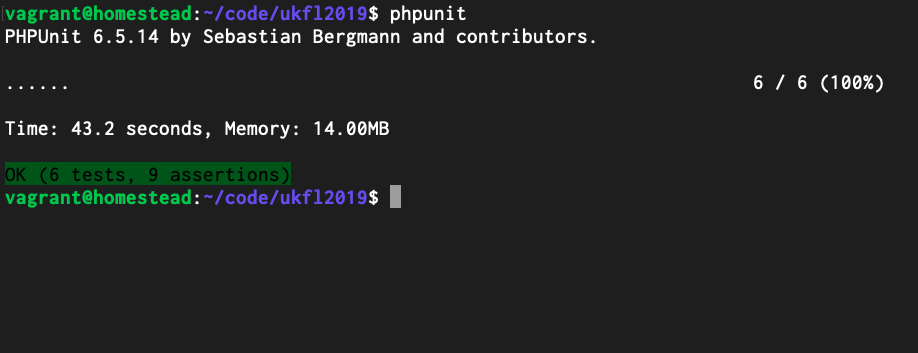 vagrant@homestead:~/code/ukfl2019$ phpunit
PHPUnit 6.5.14 by Sebastian Bergmann and contributors.
...... 6 / 6 (100%)
Time: 43.2 seconds, Memory: 14.00MB
OK (6 tests, 9 assertions)
vagrant@homestead:~/code/ukfl2019$